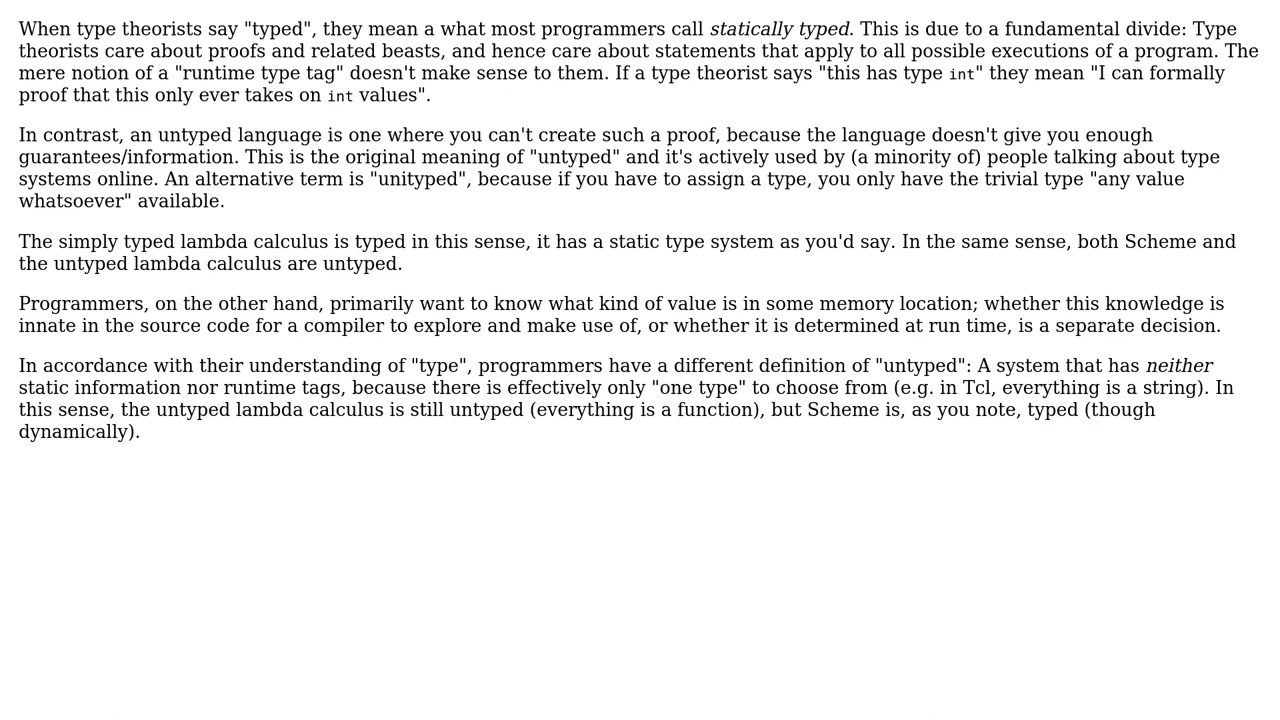 When type theorists say "typed", they mean a what most programmers call statically typed. This is due to a fundamental divide: Type
theorists care about proofs and related beasts, and hence care about statements that apply to all possible executions of a program. The
mere notion of a "runtime type tag" doesn't make sense to them. If a type theorist says "this has type int" they mean "I can formally
proof that this only ever takes on int values".
In contrast, an untyped language is one where you can't create such a proof, because the language doesn't give you enough
guarantees/information. This is the original meaning of "untyped" and it's actively used by (a minority of) people talking about type
systems online. An alternative term is "unityped", because if you have to assign a type, you only have the trivial type "any value
whatsoever" available.
The simply typed lambda calculus is typed in this sense, it has a static type system as you'd say. In the same sense, both Scheme and
the untyped lambda calculus are untyped.
Programmers, on the other hand, primarily want to know what kind of value is in some memory location; whether this knowledge is
innate in the source code for a compiler to explore and make use of, or whether it is determined at run time, is a separate decision.
In accordance with their understanding of "type", programmers have a different definition of "untyped": A system that has neither
static information nor runtime tags, because there is effectively only "one type" to choose from (e.g. in Tcl, everything is a string). In
this sense, the untyped lambda calculus is still untyped (everything is a function), but Scheme is, as you note, typed (though
dynamically).